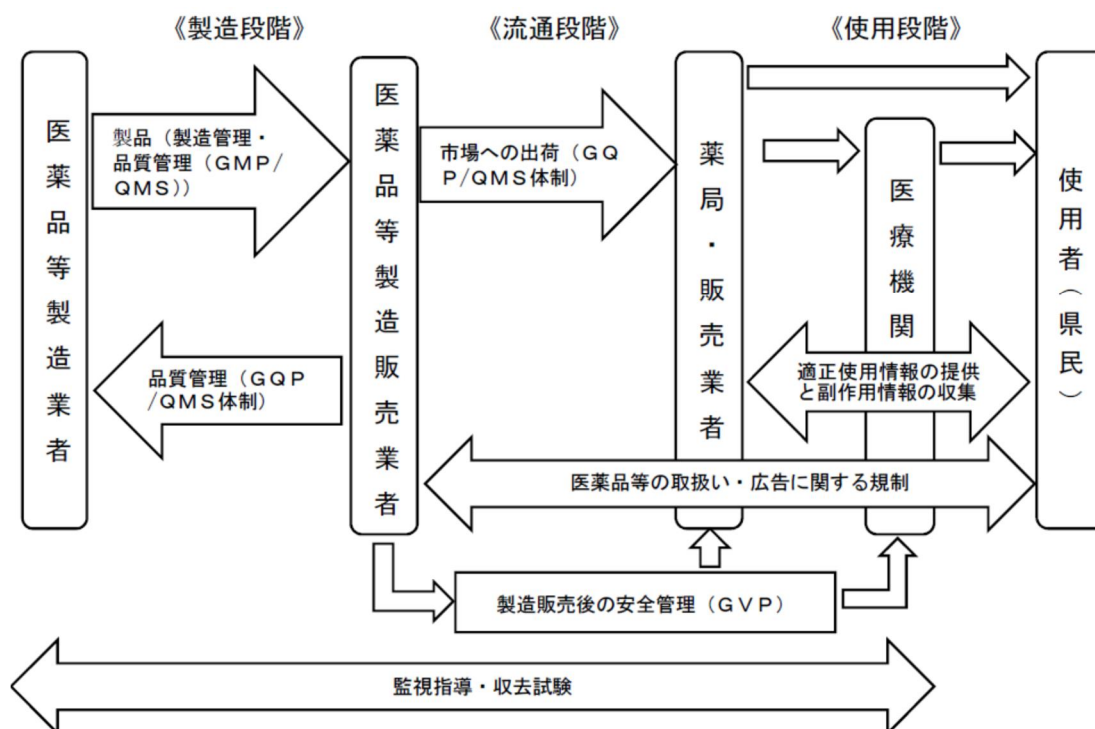 《製造段階》
《流通段階》
《使用段階》
医薬品等製造業者
製品（製造管理・
品質管理（GMP/
QMS））
品質管理（GQP
/QMS体制）
医薬品等製造販売業者
市場への出荷（GQ
P/QMS体制）
薬局・販売業者
医療機関
使用者（県民）
適正使用情報の提供
と副作用情報の収集
医薬品等の取扱い・広告に関する規制
製造販売後の安全管理（GVP）
監視指導・収去試験